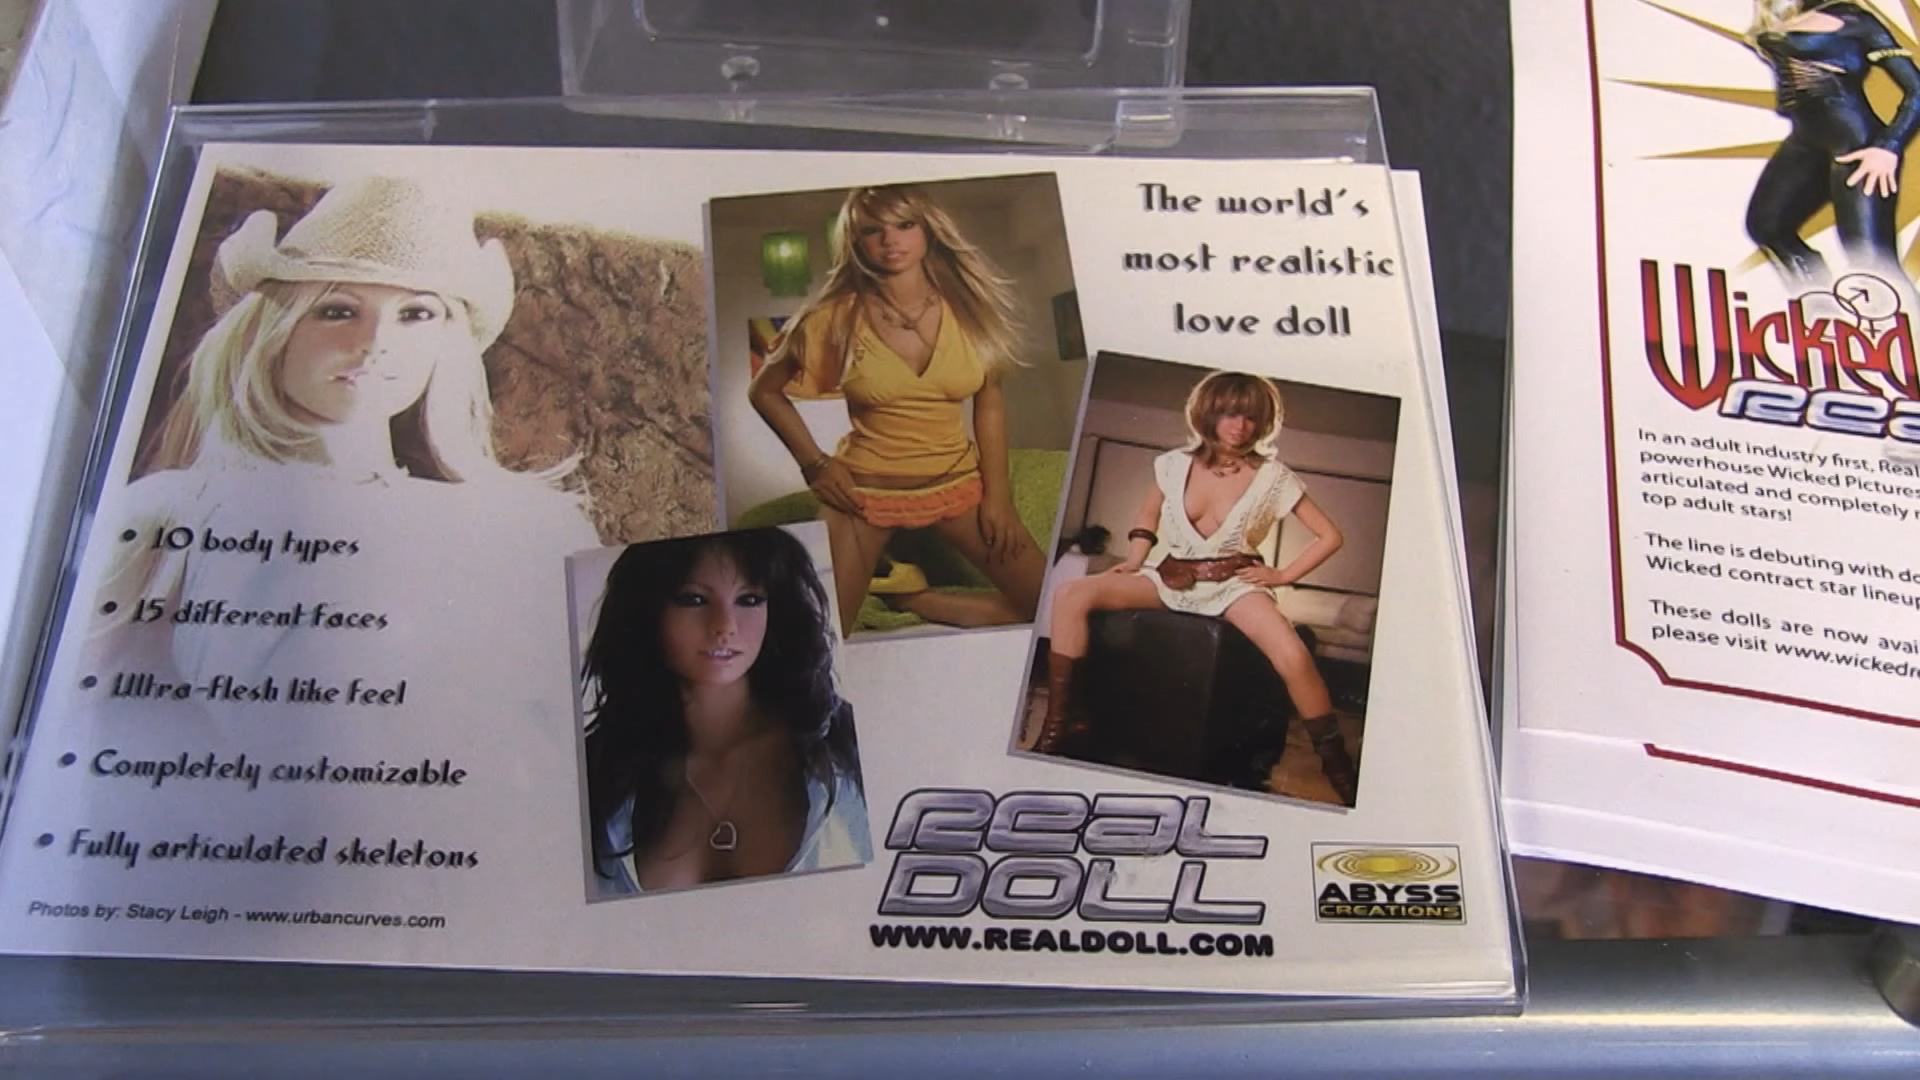 The world's
most realistic
love doll
• 10 body types
• 15 different faces
• Ultra-flesh like feel
• Completely customizable
• Fully articulated skeletons
Photos by: Stacy Leigh - www.urbancurves.com
REAL
DOLL
WWW.REALDOLL.COM
ABYSS
CREATIONS
Wicked
In an adult industry first, Real
powerhouse Wicked Pictures
articulated and completely
top adult stars!
The line is debuting with
Wicked contract star lineup
These dolls are now
please visit